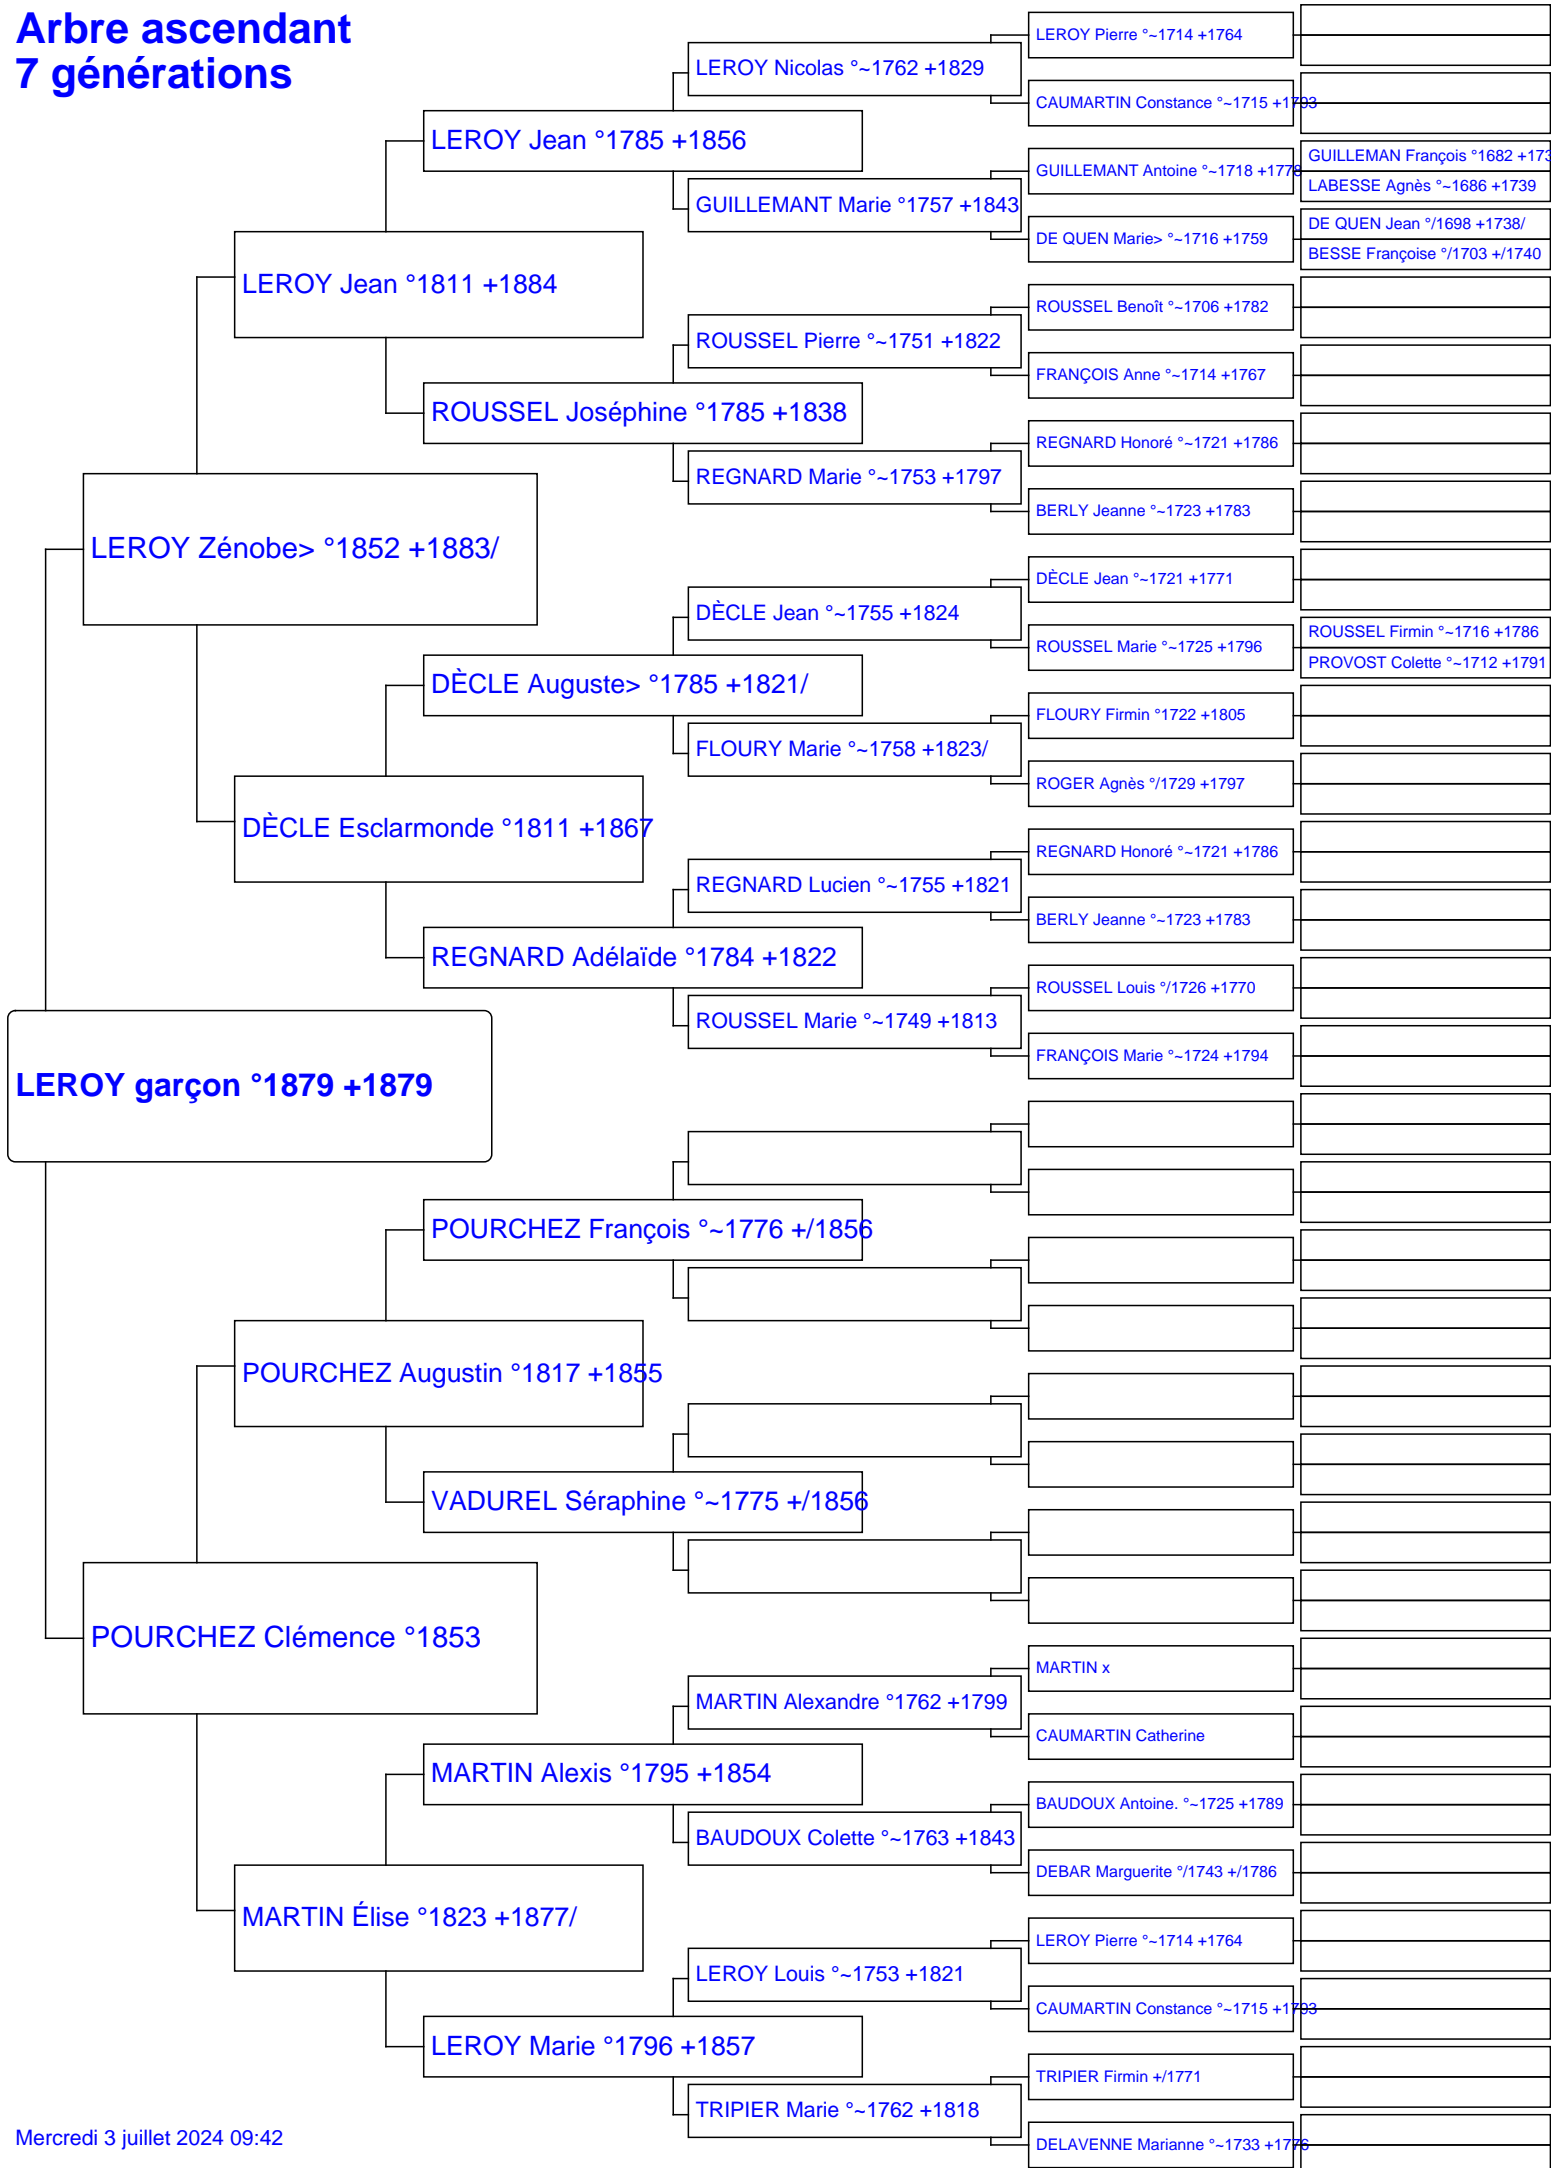 Arbre ascendant
7 générations
LEROY garçon °1879 +1879
LEROY Zénobe> °1852 +1883/
POURCHEZ Clémence °1853
LEROY Jean °1811 +1884
DÈCLE Esclarmonde °1811 +1867
POURCHEZ Augustin °1817 +1855
MARTIN Élise °1823 +1877/
LEROY Jean °1785 +1856
ROUSSEL Joséphine °1785 +1838
DÈCLE Auguste> °1785 +1821/
REGNARD Adélaïde °1784 +1822
POURCHEZ François °~1776 +/1856
VADUREL Séraphine °~1775 +/1856
MARTIN Alexis °1795 +1854
LEROY Marie °1796 +1857
LEROY Nicolas °~1762 +1829
GUILLEMANT Marie °1757 +1843
ROUSSEL Pierre °~1751 +1822
REGNARD Marie °~1753 +1797
DÈCLE Jean °~1755 +1824
FLOURY Marie °~1758 +1823/
REGNARD Lucien °~1755 +1821
ROUSSEL Marie °~1749 +1813
MARTIN Alexandre °1762 +1799
BAUDOUX Colette °~1763 +1843
LEROY Louis °~1753 +1821
TRIPIER Marie °~1762 +1818
LEROY Pierre °~1714 +1764
CAUMARTIN Constance °~1715 +1793
GUILLEMANT Antoine °~1718 +1778
DE QUEN Marie> °~1716 +1759
ROUSSEL Benoît °~1706 +1782
FRANÇOIS Anne °~1714 +1767
REGNARD Honoré °~1721 +1786
BERLY Jeanne °~1723 +1783
DÈCLE Jean °~1721 +1771
ROUSSEL Marie °~1725 +1796
FLOURY Firmin °1722 +1805
ROGER Agnès °/1729 +1797
REGNARD Honoré °~1721 +1786
BERLY Jeanne °~1723 +1783
ROUSSEL Louis °/1726 +1770
FRANÇOIS Marie °~1724 +1794
MARTIN x
CAUMARTIN Catherine
BAUDOUX Antoine. °~1725 +1789
DEBAR Marguerite °/1743 +/1786
LEROY Pierre °~1714 +1764
CAUMARTIN Constance °~1715 +1793
TRIPIER Firmin +/1771
DELAVENNE Marianne °~1733 +1776
GUILLEMAN François °1682 +173
LABESSE Agnès °~1686 +1739
DE QUEN Jean °/1698 +1738/
BESSE Françoise °/1703 +/1740
ROUSSEL Firmin °~1716 +1786
PROVOST Colette °~1712 +1791
Mercredi 3 juillet 2024 09:42